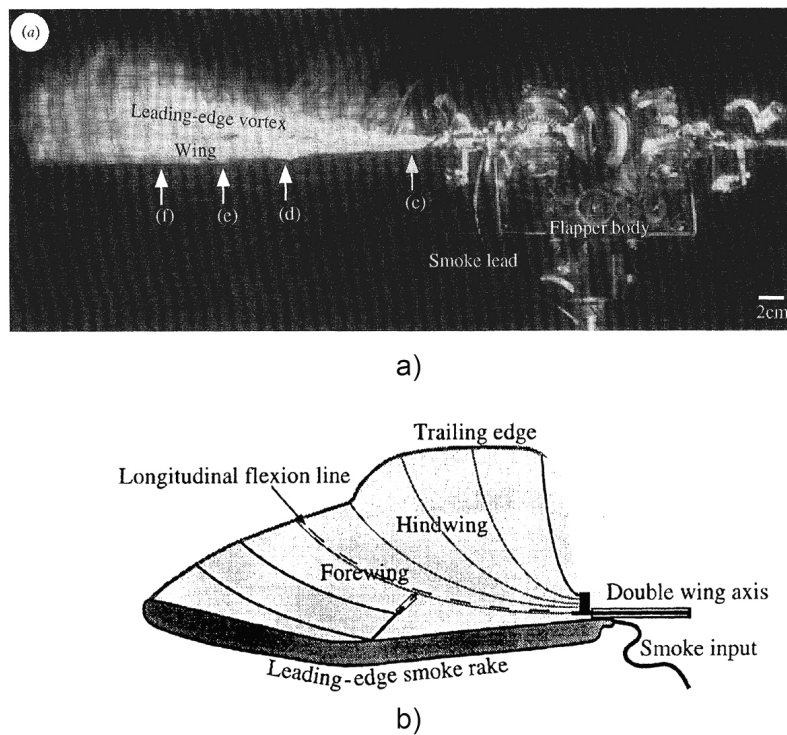 (a)
Leading-edge vortex
Wing
(f)
(e)
(d)
(c)
Flapper body
Smoke lead
2cm
a)
Trailing edge
Longitudinal flexion line
Hindwing
Forewing
Double wing axis
Smoke input
Leading-edge smoke rake
b)